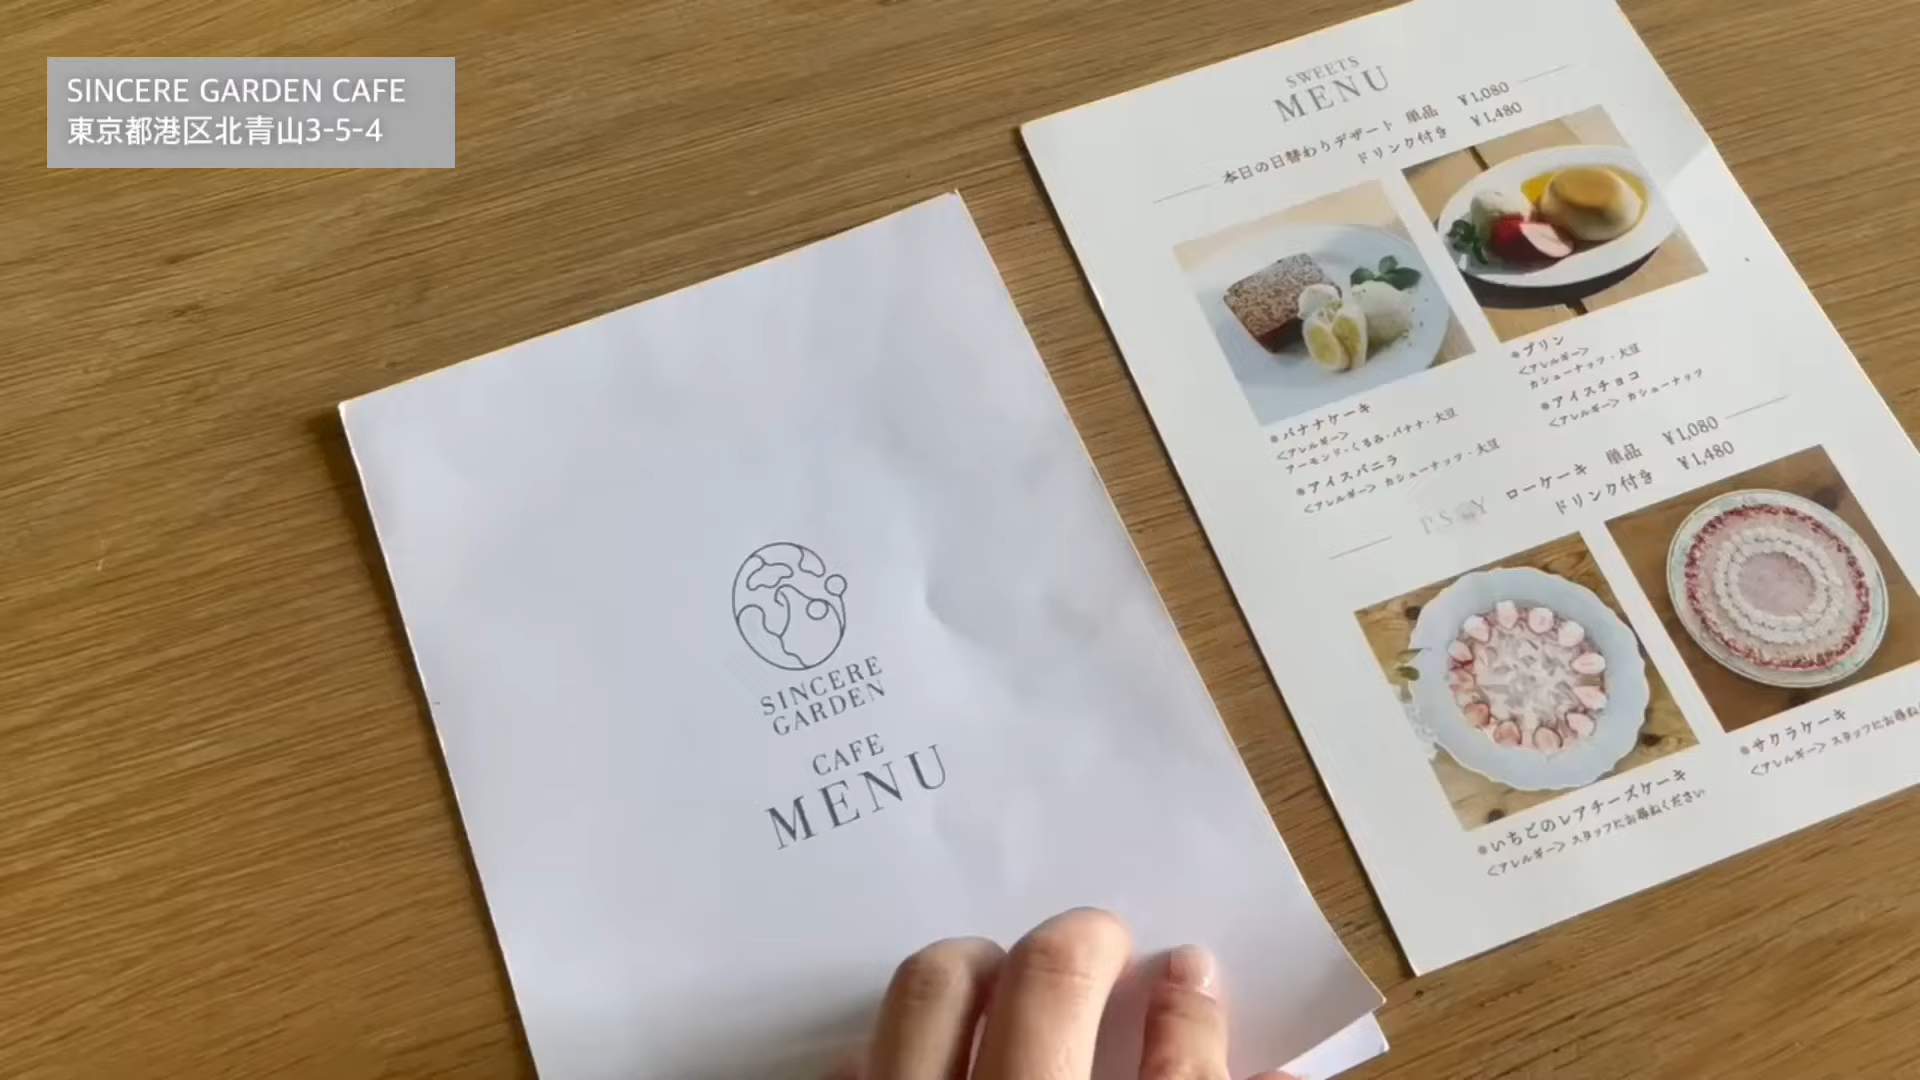 SINCERE GARDEN CAFE
東京都港区北青山3-5-4
SINCERE
GARDEN
CAFE
MENU
SWEETS
MENU
本日の日替わりデザート 単品 ¥1,080
ドリンク付き ¥1,480
●バナナケーキ
<アレルギー>
アーモンド・くるみ・バナナ・大豆
●アイスバニラ
<アレルギー> カシューナッツ・大豆
●プリン
<アレルギー>
カシューナッツ・大豆
●アイスチョコ
<アレルギー> カシューナッツ
ローケーキ 単品 ¥1,080
ドリンク付き ¥1,480
●いちごのレアチーズケーキ
<アレルギー> スタッフにお尋ねください
●サクラケーキ
<アレルギー> スタッフにお尋ね